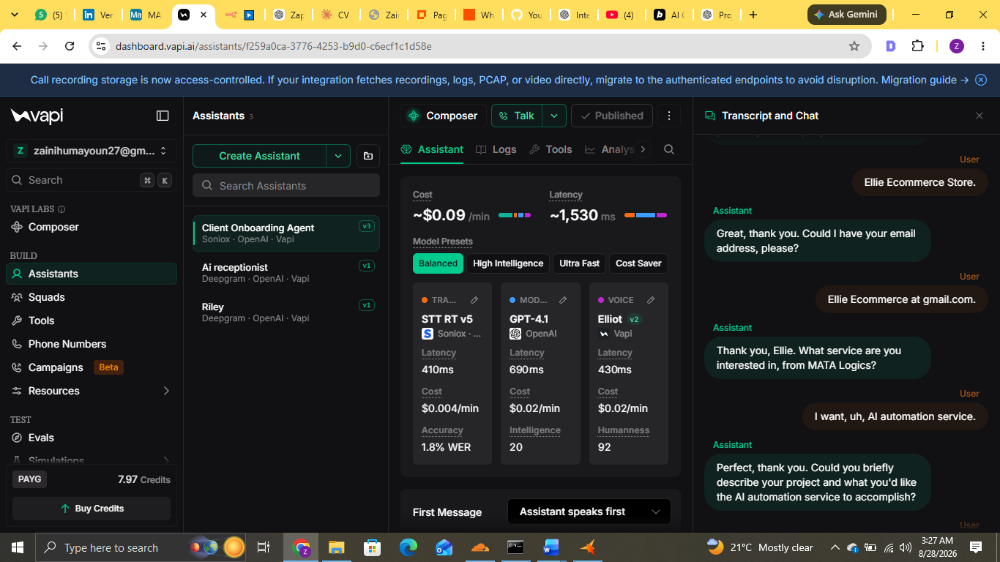 5
(5)
Ver
Ma
MA
Zap
CV
Zai
Pag
Wh
You
Inte
(4)
AI C
Pro
Ask Gemini
dashboard.vapi.ai/assistants/f259a0ca-3776-4253-b9d0-c6ecf1c1d58e
Z
Call recording storage is now access-controlled. If your integration fetches recordings, logs, PCAP, or video directly, migrate to the authenticated endpoints to avoid disruption. Migration guide →
vapi
Z zainihumayoun27@gm...
Search ⌘ K
VAPI LABS
Composer
BUILD
Assistants
Squads
Tools
Phone Numbers
Campaigns Beta
Resources
TEST
Evals
Simulations
PAYG 7.97 Credits
Buy Credits
Assistants 3
Create Assistant
Search Assistants
Client Onboarding Agent v3
Soniox · OpenAI · Vapi
Ai receptionist v1
Deepgram · OpenAI · Vapi
Riley v1
Deepgram · OpenAI · Vapi
Composer Talk Published
Assistant Logs Tools Analys
Cost Latency
~$0.09 /min ~1,530 ms
Model Presets
Balanced High Intelligence Ultra Fast Cost Saver
TRA...
STT RT v5
Soniox · ...
Latency
410ms
Cost
$0.004/min
Accuracy
1.8% WER
MOD...
GPT-4.1
OpenAI
Latency
690ms
Cost
$0.02/min
Intelligence
20
VOICE
Elliot v2
Vapi
Latency
430ms
Cost
$0.02/min
Humanness
92
First Message Assistant speaks first
Transcript and Chat
User
Ellie Ecommerce Store.
Assistant
Great, thank you. Could I have your email
address, please?
User
Ellie Ecommerce at gmail.com.
Assistant
Thank you, Ellie. What service are you
interested in, from MATA Logics?
User
I want, uh, AI automation service.
Assistant
Perfect, thank you. Could you briefly
describe your project and what you'd like
the AI automation service to accomplish?
User
Type here to search
21°C Mostly clear
3:27 AM
8/28/2026